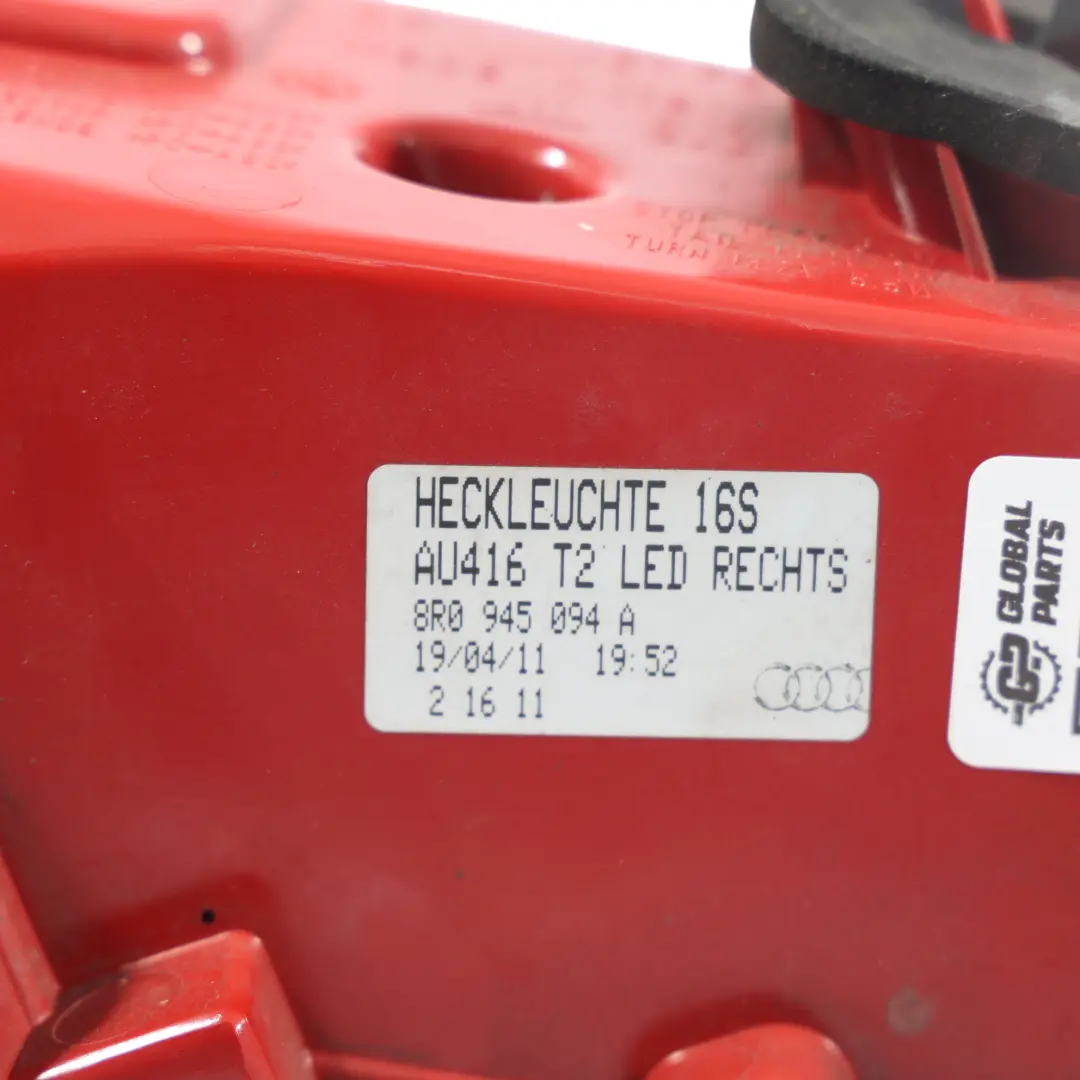 TURN
HECKLEUCHTE 16S
AU416 T2 LED RECHTS
8R0 945 094 A
19/04/11 19:52
2 16 11
GLOBAL
PARTS